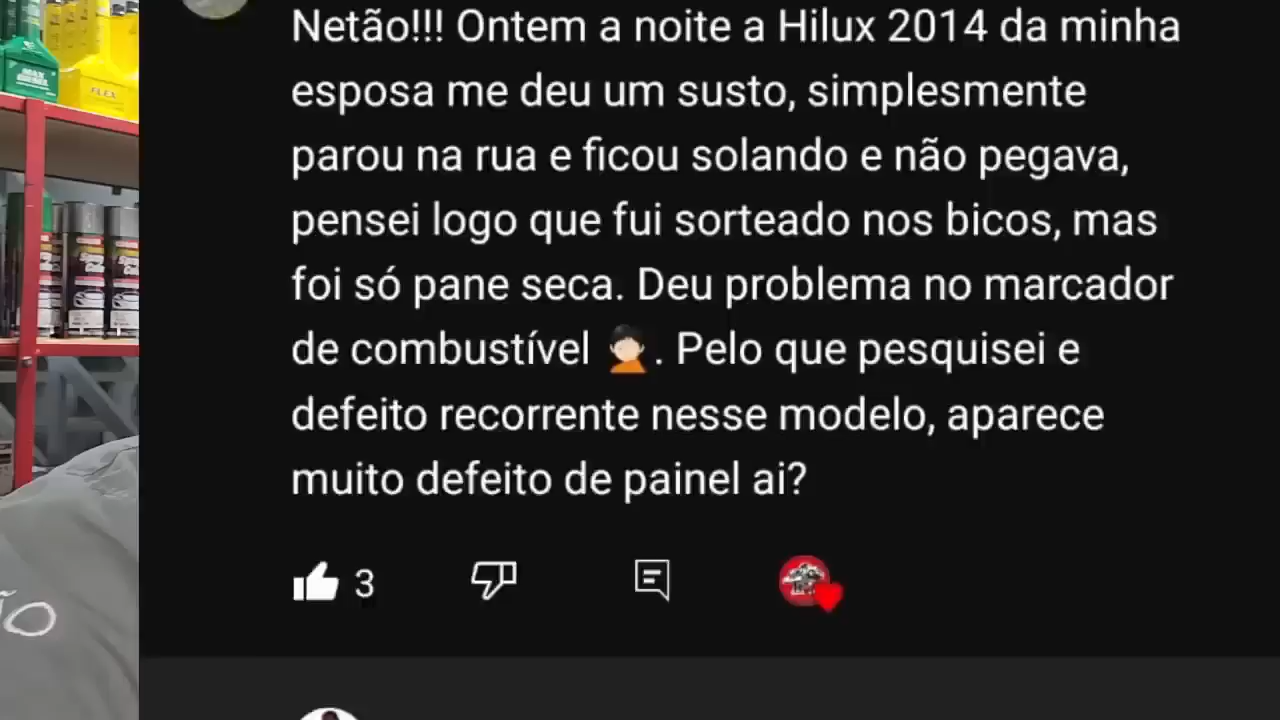 Netão!!! Ontem a noite a Hilux 2014 da minha
esposa me deu um susto, simplesmente
parou na rua e ficou solando e não pegava,
pensei logo que fui sorteado nos bicos, mas
foi só pane seca. Deu problema no marcador
de combustível 🤦🏻. Pelo que pesquisei e
defeito recorrente nesse modelo, aparece
muito defeito de painel ai?
3
FLEX
ÃO